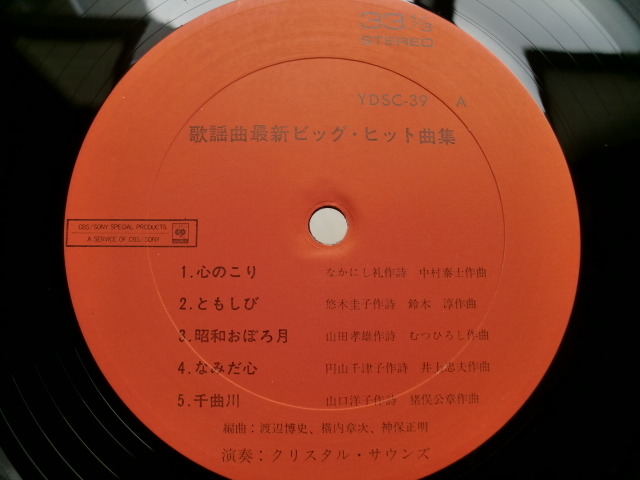 33 1/3
STEREO
YDSC-39 A
歌謡曲最新ビッグ・ヒット曲集
CBS/SONY SPECIAL PRODUCTS
A SERVICE OF CBS/SONY
1.心のこり なかにし礼作詩 中村泰士作曲
2.ともしび 悠木圭子作詩 鈴木 淳作曲
3.昭和おぼろ月 山田孝雄作詩 むつひろし作曲
4.なみだ心 円山千津子作詩 井上忠夫作曲
5.千曲川 山口洋子作詩 猪俣公章作曲
編曲:渡辺博史、横内章次、神保正明
演奏:クリスタル・サウンズ